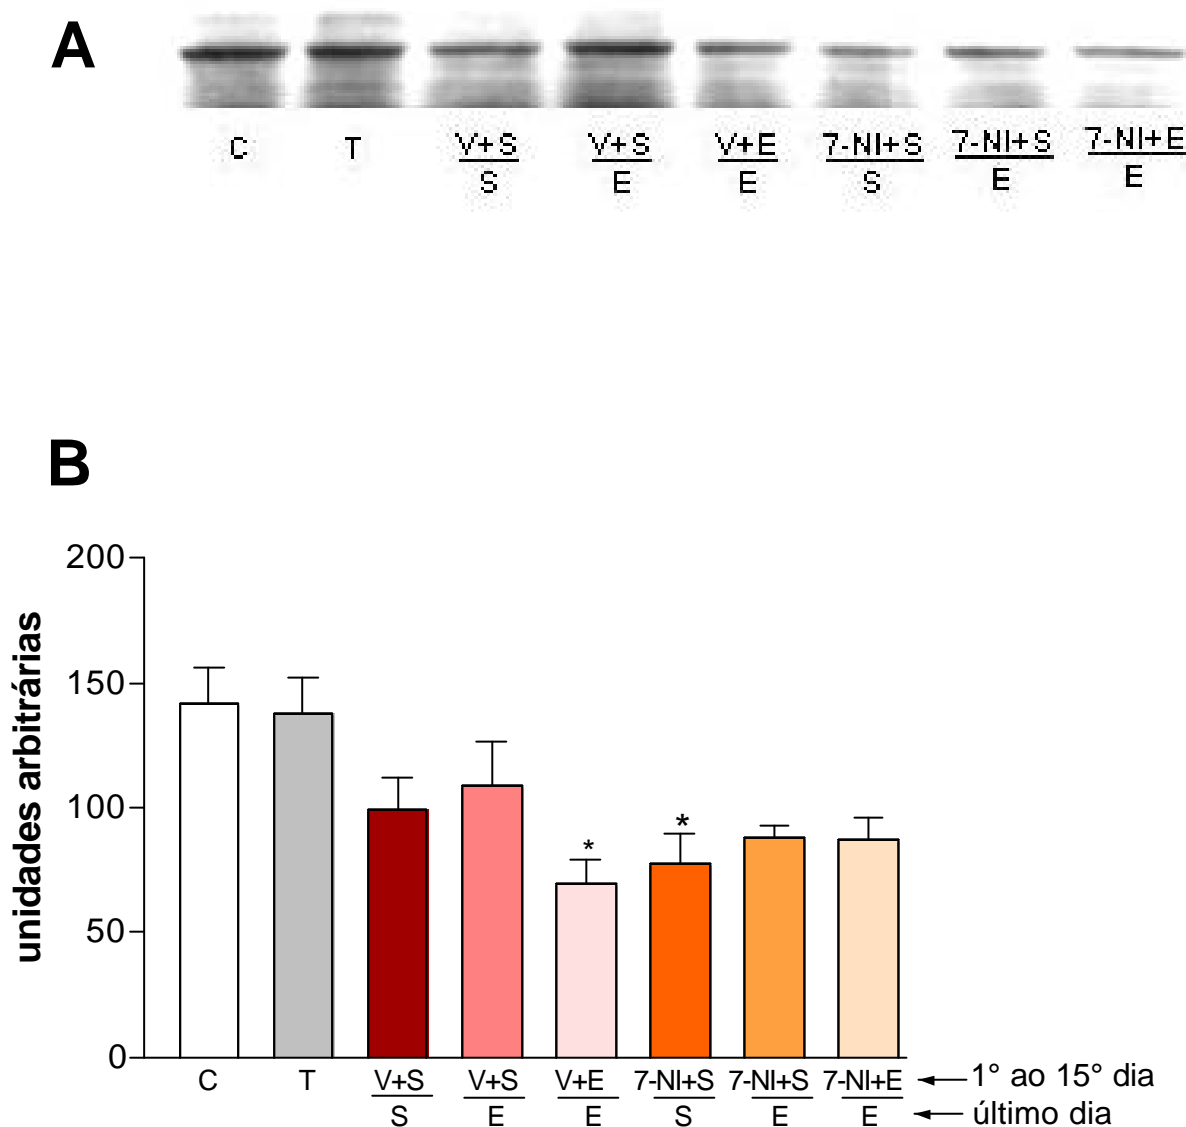 A
C T V+S V+S V+E 7-NI+S 7-NI+S 7-NI+E
S E E S E E
B
unidades arbitrárias
200
150
100
50
0
* *
C T V+S V+S V+E 7-NI+S 7-NI+S 7-NI+E 1° ao 15° dia
S E E S E E último dia